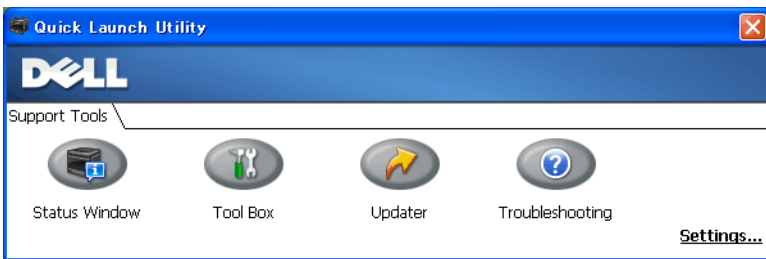 Quick Launch Utility
DELL
Support Tools
Status Window Tool Box Updater Troubleshooting
Settings...